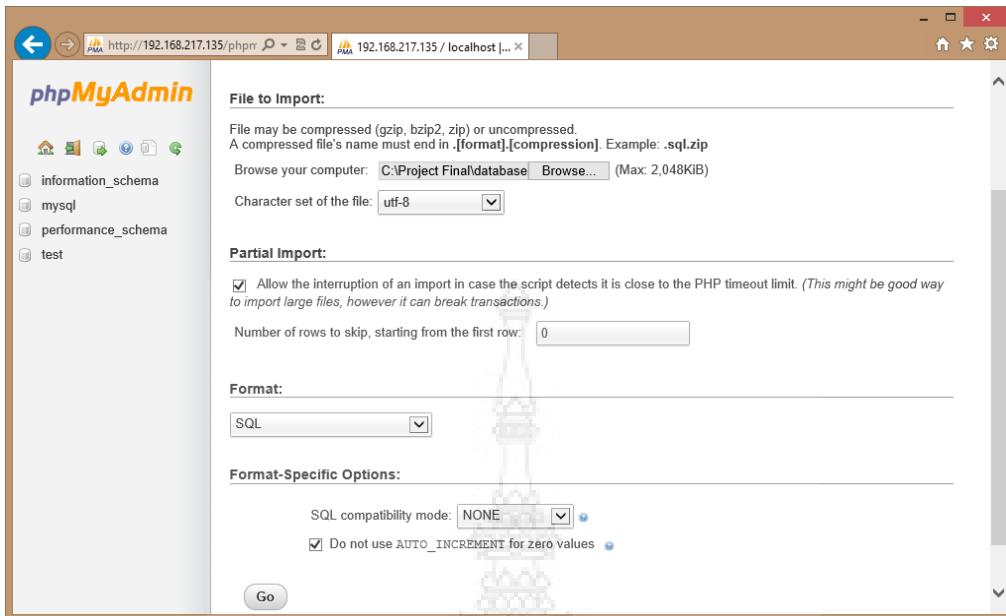 http://192.168.217.135/phpm
192.168.217.135 / localhost |...
phpMyAdmin
information_schema
mysql
performance_schema
test
File to Import:
File may be compressed (gzip, bzip2, zip) or uncompressed.
A compressed file's name must end in .[format].[compression]. Example: .sql.zip
Browse your computer: C:\Project Final\database Browse... (Max: 2,048KiB)
Character set of the file: utf-8
Partial Import:
Allow the interruption of an import in case the script detects it is close to the PHP timeout limit. (This might be good way
to import large files, however it can break transactions.)
Number of rows to skip, starting from the first row: 0
Format:
SQL
Format-Specific Options:
SQL compatibility mode: NONE
Do not use AUTO_INCREMENT for zero values
Go